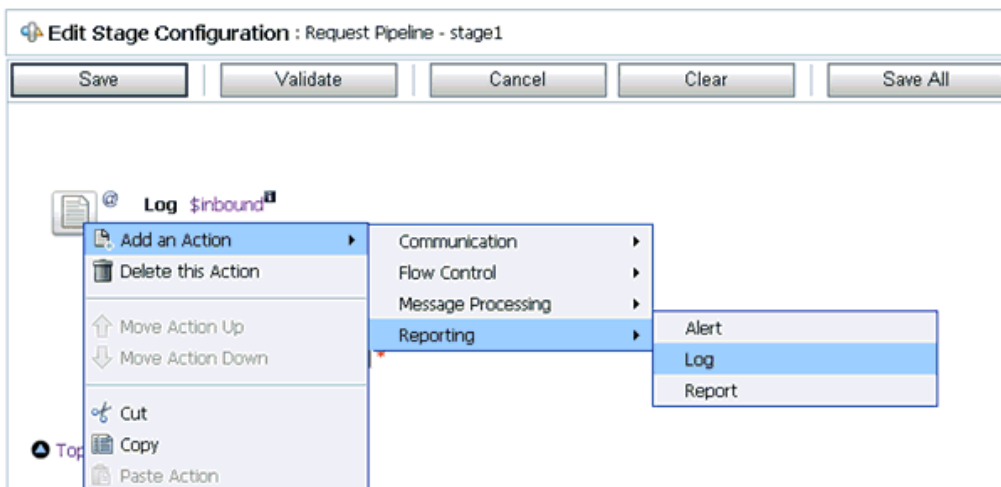 Edit Stage Configuration : Request Pipeline - stage1
Save Validate Cancel Clear Save All
@ Log $inbound
Add an Action
Delete this Action
Move Action Up
Move Action Down
Cut
Copy
Paste Action
Communication
Flow Control
Message Processing
Reporting
Alert
Log
Report
*
Top